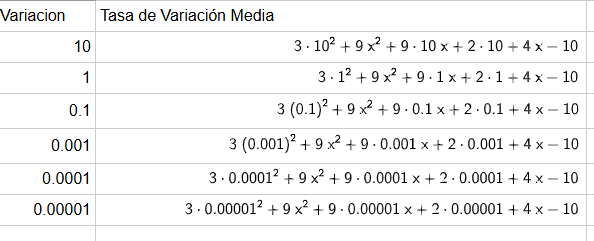 Variacion Tasa de Variación Media
10 3 · 10² + 9 x² + 9 · 10 x + 2 · 10 + 4 x − 10
1 3 · 1² + 9 x² + 9 · 1 x + 2 · 1 + 4 x − 10
0.1 3 (0.1)² + 9 x² + 9 · 0.1 x + 2 · 0.1 + 4 x − 10
0.001 3 (0.001)² + 9 x² + 9 · 0.001 x + 2 · 0.001 + 4 x − 10
0.0001 3 · 0.0001² + 9 x² + 9 · 0.0001 x + 2 · 0.0001 + 4 x − 10
0.00001 3 · 0.00001² + 9 x² + 9 · 0.00001 x + 2 · 0.00001 + 4 x − 10